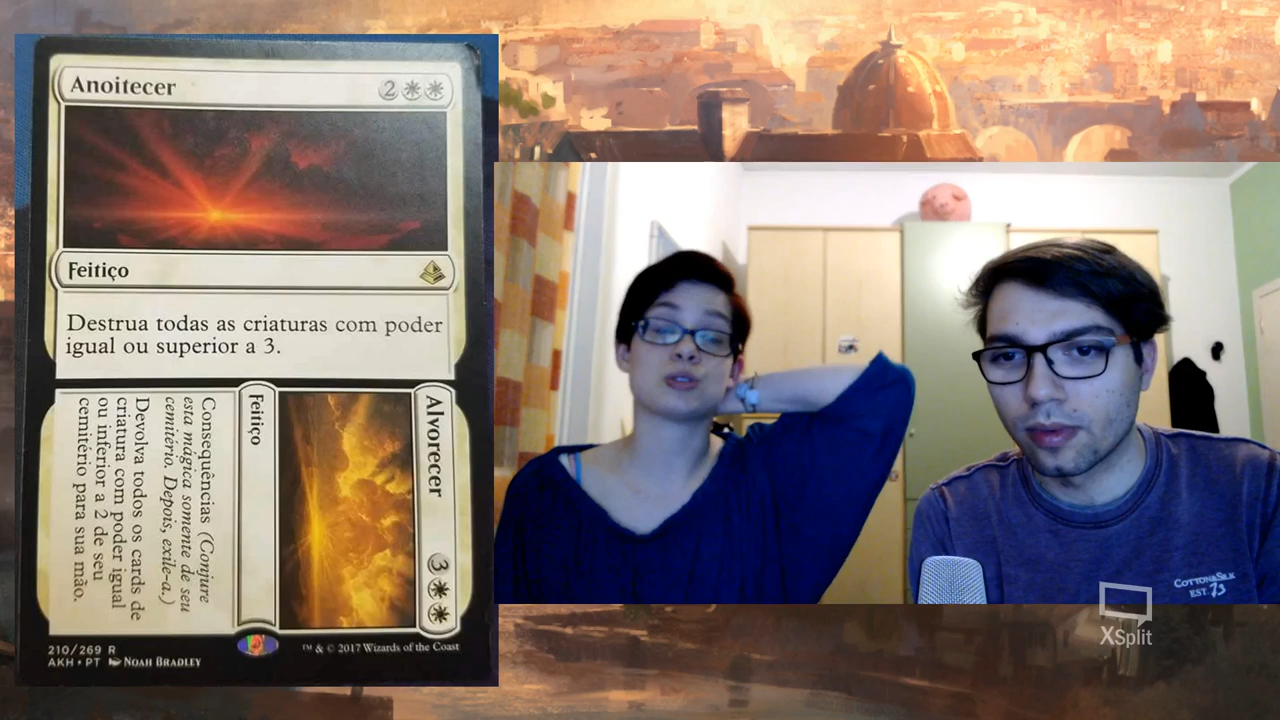 Anoitecer 2
Feitiço
Destrua todas as criaturas com poder
igual ou superior a 3.
Alvorecer 3
Feitiço
Consequências (Conjure
esta mágica somente de seu
cemitério. Depois, exile-a.)
Devolva todos os cards de
criatura com poder igual
ou inferior a 2 de seu
cemitério para sua mão.
210/269 R
AKH • PT NOAH BRADLEY
™ & © 2017 Wizards of the Coast
COTTON&SILK
EST. 73
XSplit